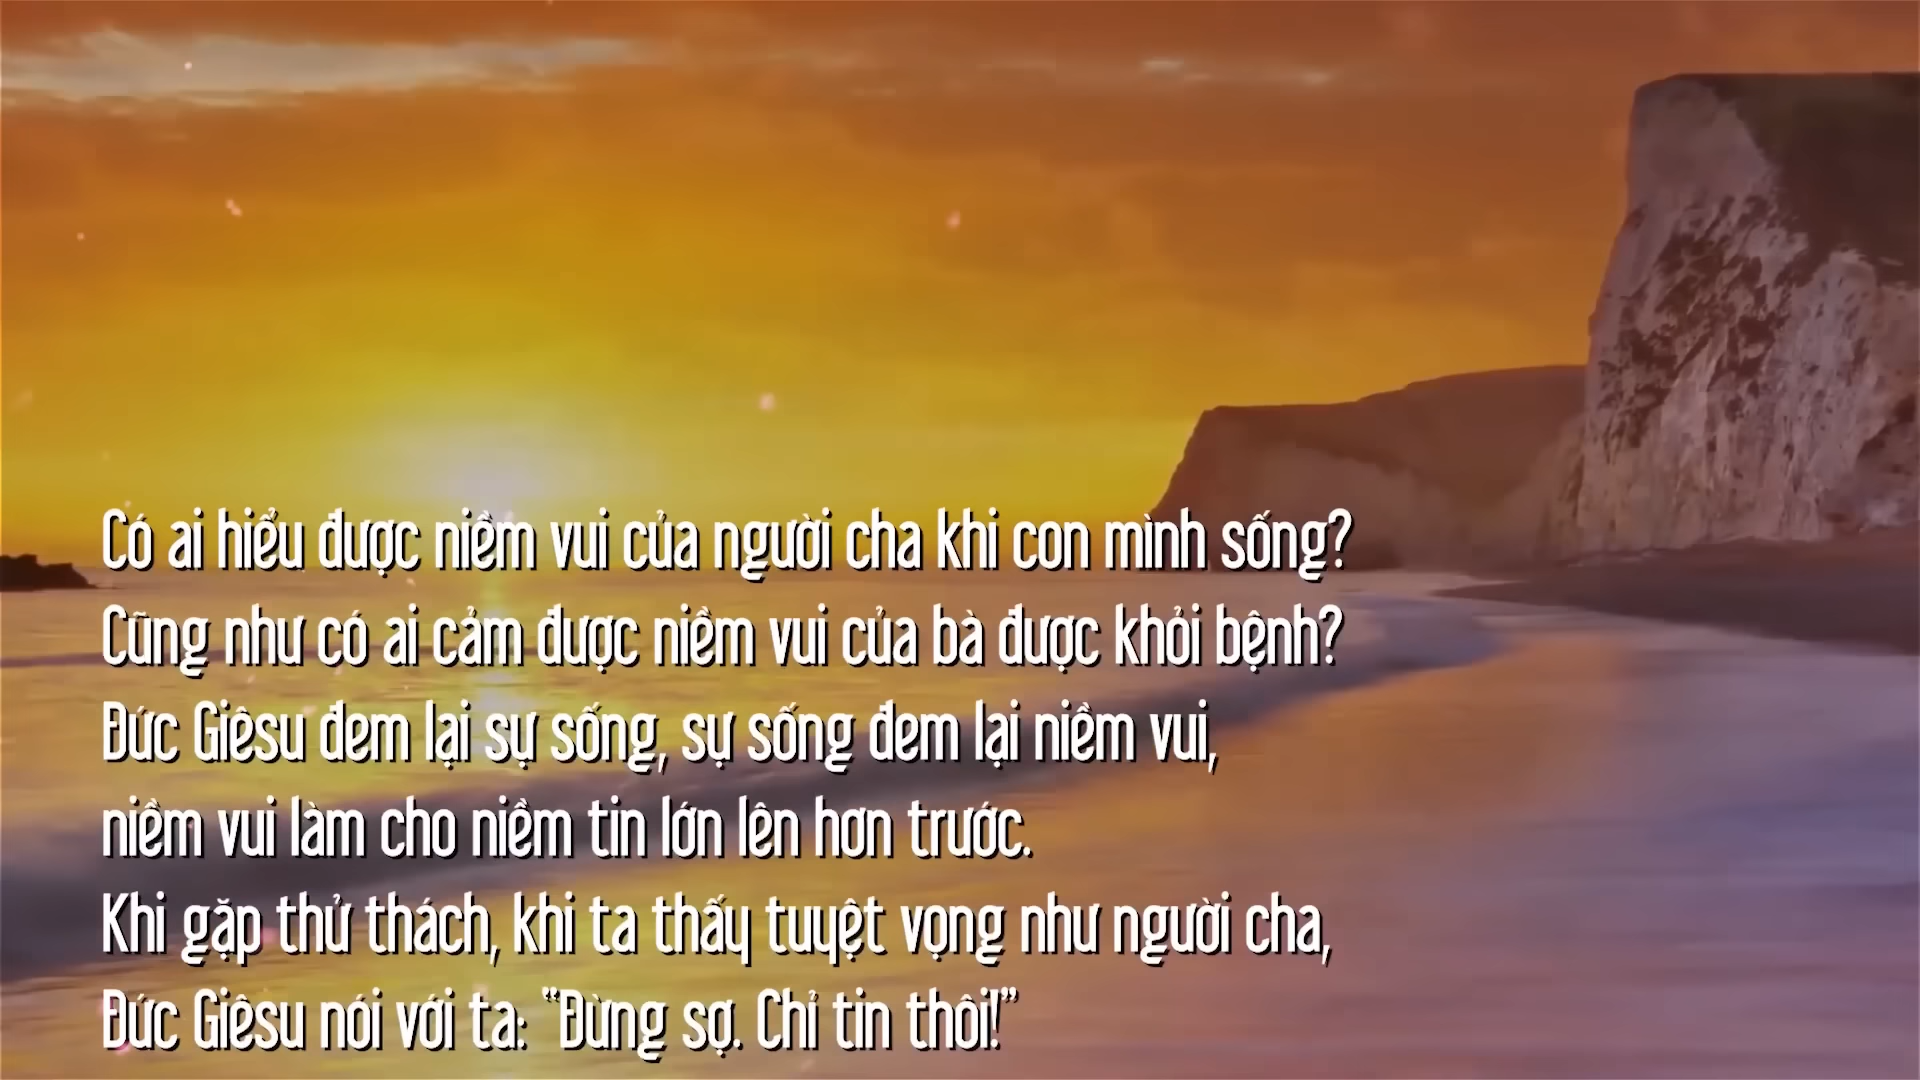 Có ai hiểu được niềm vui của người cha khi con mình sống?
Cũng như có ai cảm được niềm vui của bà được khỏi bệnh?
Đức Giêsu đem lại sự sống, sự sống đem lại niềm vui,
niềm vui làm cho niềm tin lớn lên hơn trước.
Khi gặp thử thách, khi ta thấy tuyệt vọng như người cha,
Đức Giêsu nói với ta: “Đừng sợ. Chỉ tin thôi!”